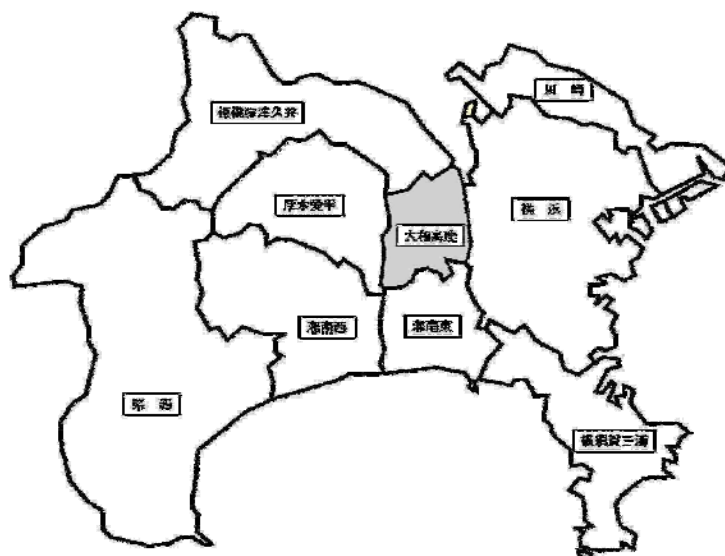 川 崎
相模原津久井
厚木愛甲
横 浜
大和高座
湘南西
湘南東
県 西
横須賀三浦